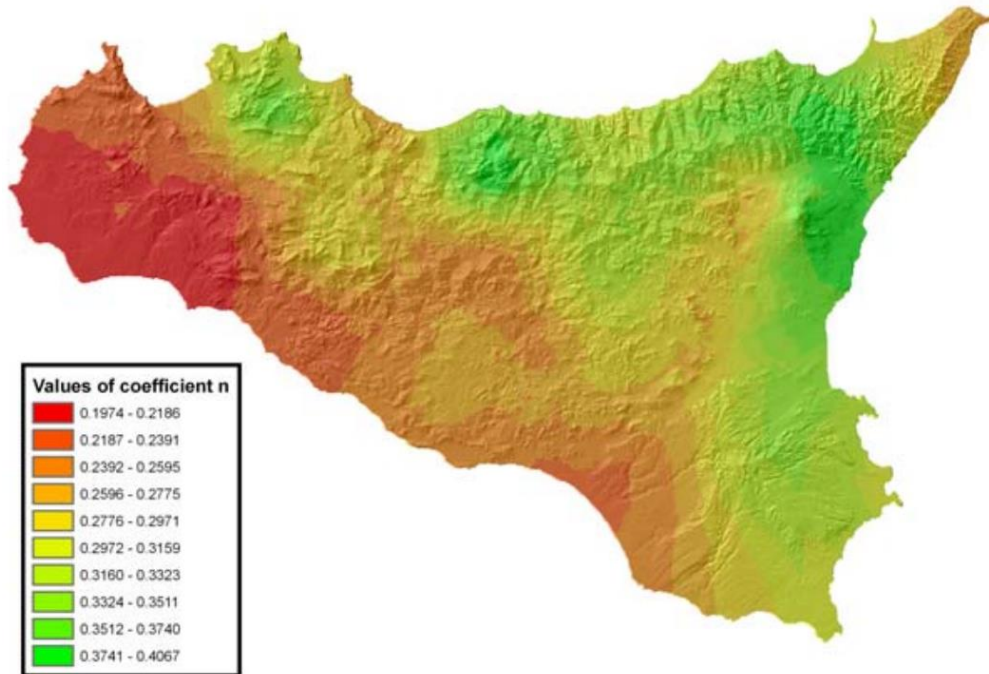 Values of coefficient n
0.1974 - 0.2186
0.2187 - 0.2391
0.2392 - 0.2595
0.2596 - 0.2775
0.2776 - 0.2971
0.2972 - 0.3159
0.3160 - 0.3323
0.3324 - 0.3511
0.3512 - 0.3740
0.3741 - 0.4067